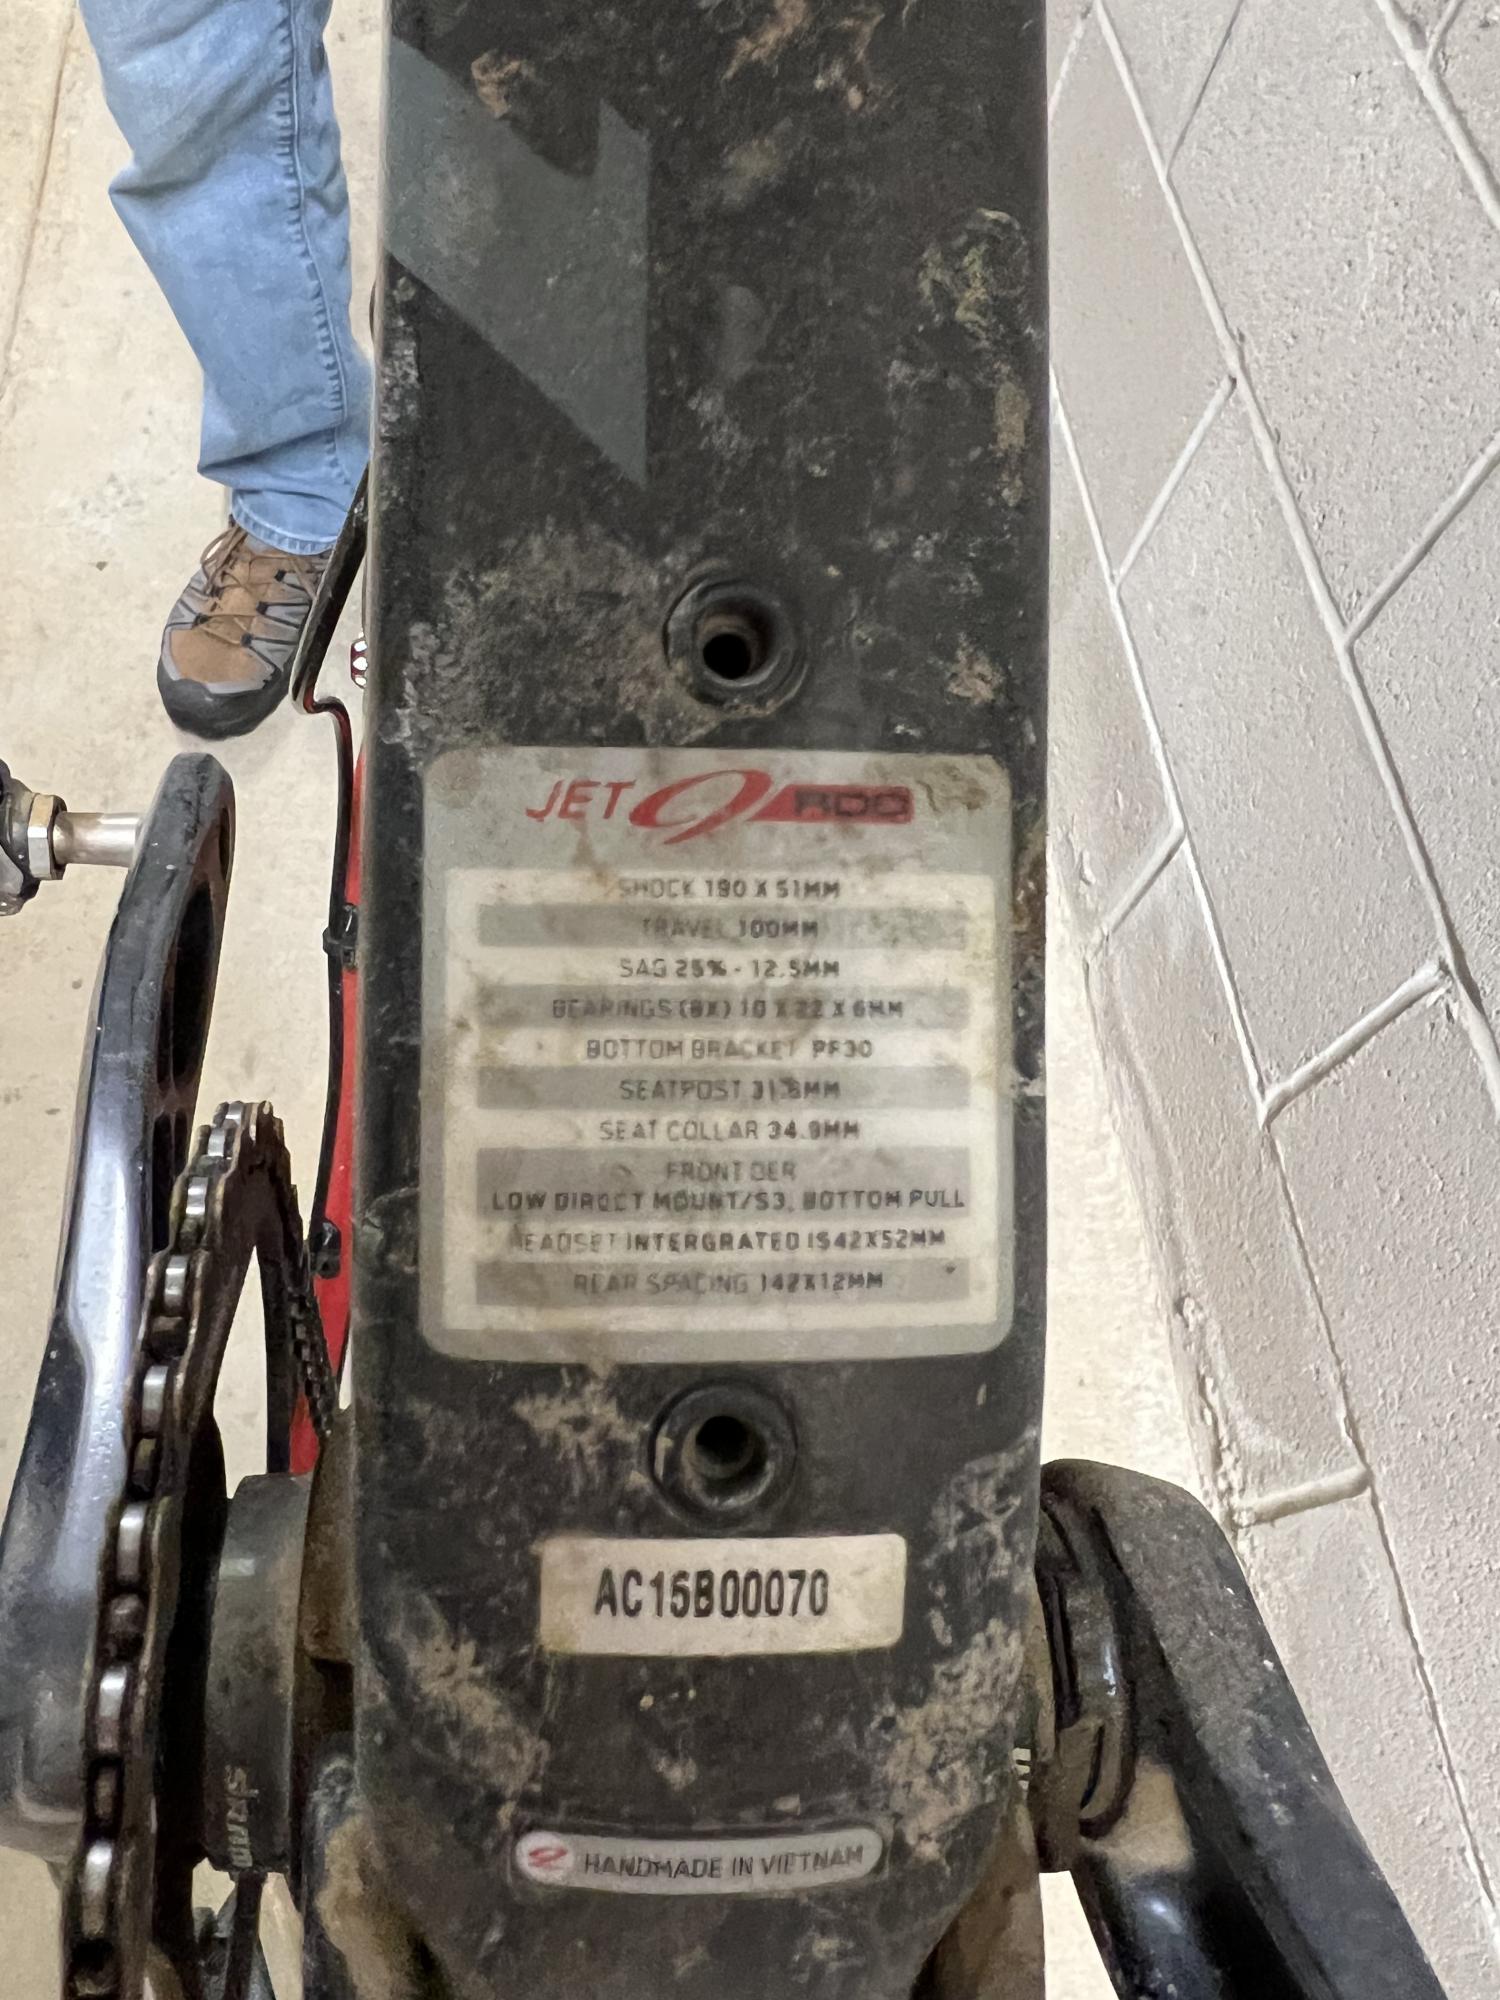 JET 9 RDO
SHOCK 190 X 51MM
TRAVEL 100MM
SAG 25% - 12.5MM
BEARINGS (8X) 10 X 22 X 6MM
BOTTOM BRACKET PF30
SEATPOST 31.6MM
SEAT COLLAR 34.9MM
FRONT DER
LOW DIRECT MOUNT/S3, BOTTOM PULL
HEADSET INTERGRATED IS42X52MM
REAR SPACING 142X12MM
AC15B00070
HANDMADE IN VIETNAM